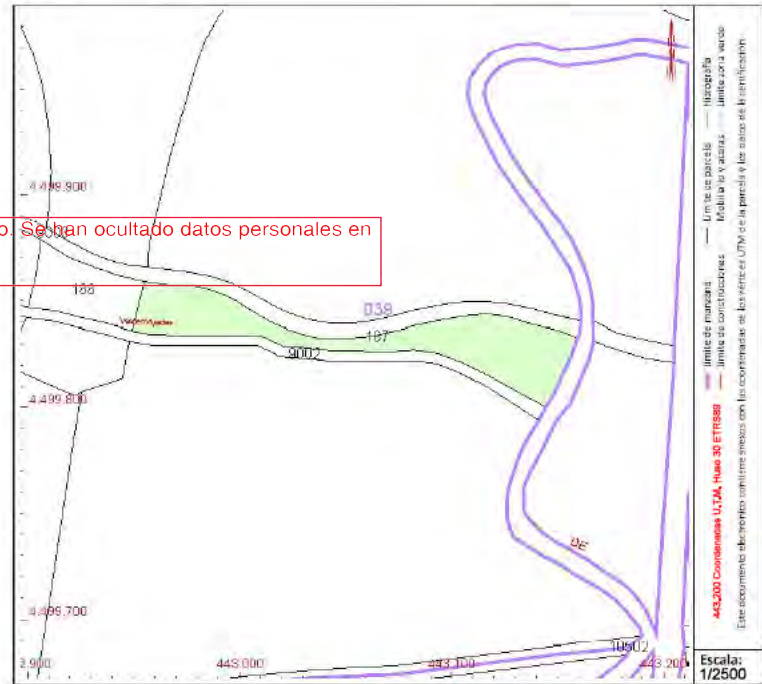 4.499.900
o. Se han ocultado datos personales en
188
D39
187
9002
4.499.800
DE
4.499.700
10502
2.900
443.000
443.100
443.200
límite de manzana
Límite de parcela
Hidrografía
límite de construcciones
Mobiliario y aceras
Límite zona verde
443,200 Coordenadas U.T.M. Huso 30 ETRS89
Este documento electrónico contiene anexos con las coordenadas de los vértices UTM de la parcela y los datos de la certificación
Escala:
1/2500